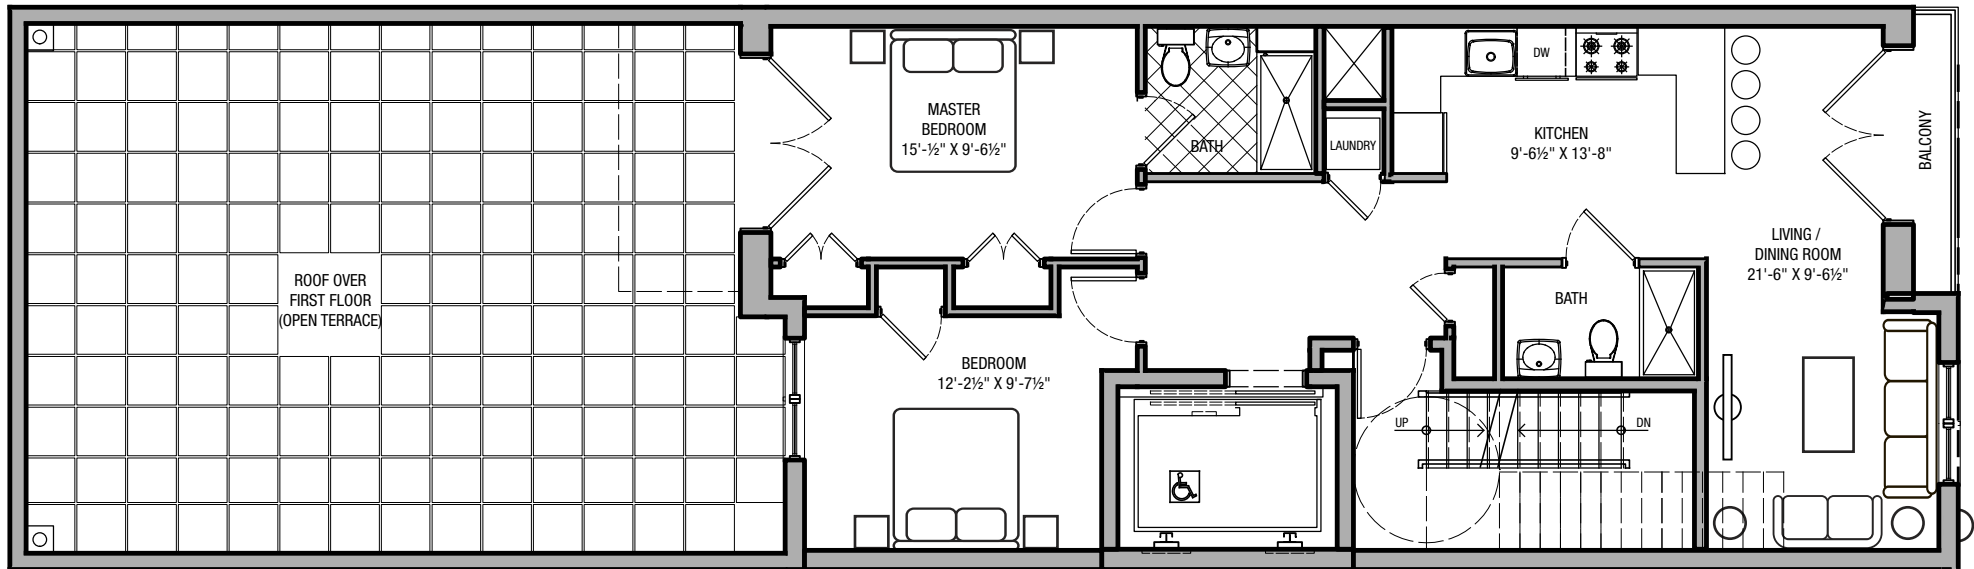 ROOF OVER
FIRST FLOOR
(OPEN TERRACE)
MASTER
BEDROOM
15'-½" X 9'-6½"
BATH
LAUNDRY
DW
KITCHEN
9'-6½" X 13'-8"
BALCONY
LIVING /
DINING ROOM
21'-6" X 9'-6½"
BATH
BEDROOM
12'-2½" X 9'-7½"
UP
DN